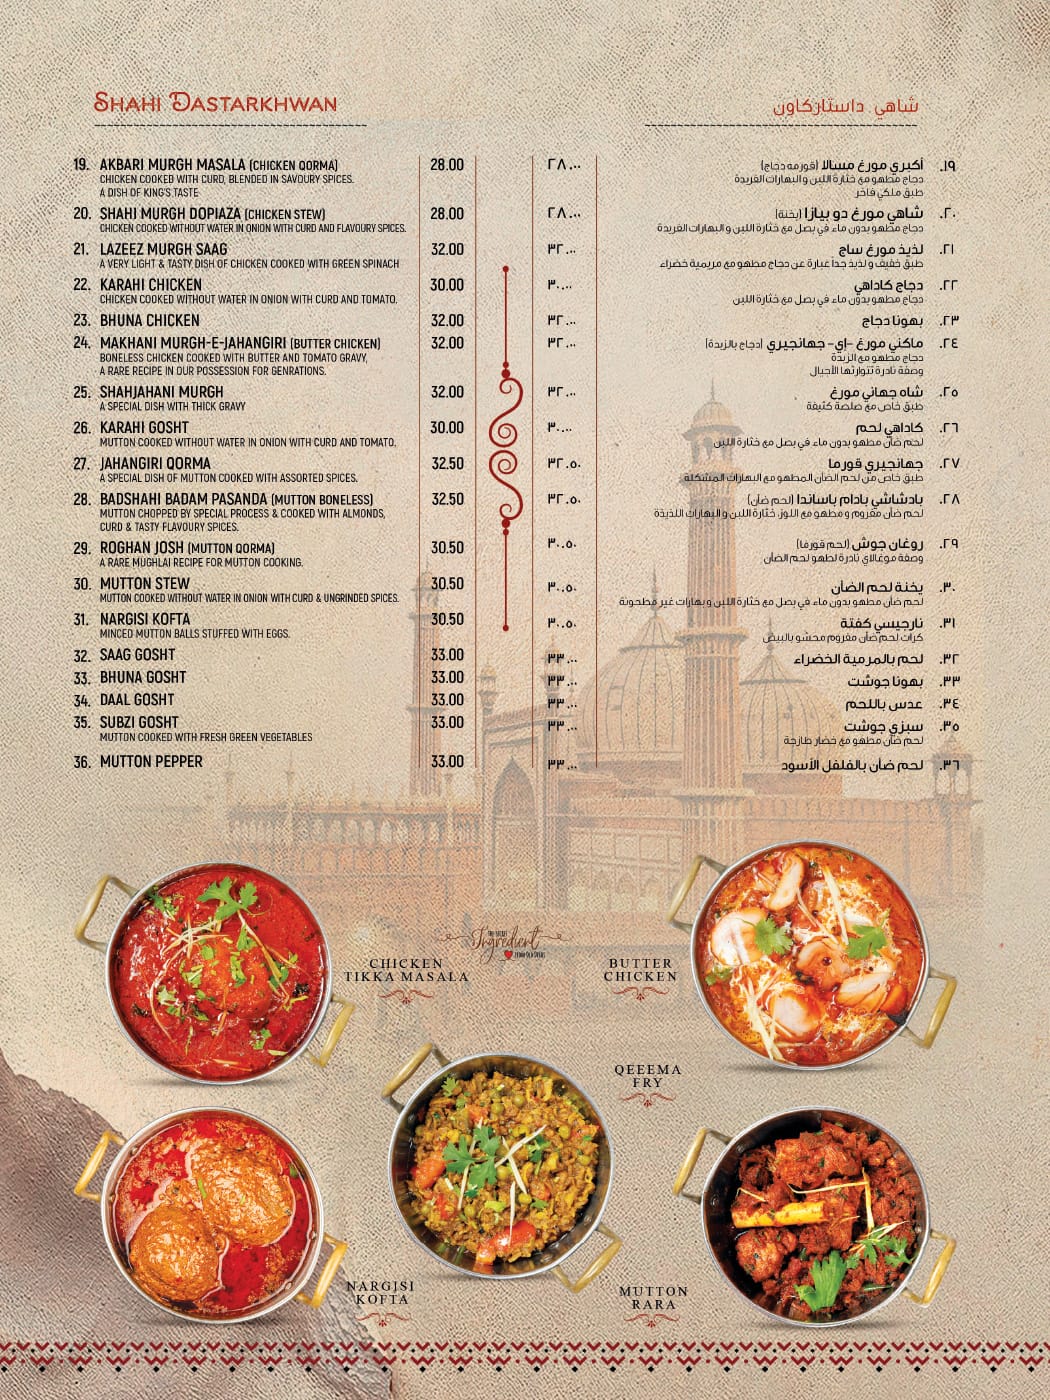 SHAHI DASTARKHWAN
شاهي داستاركاون
19. AKBARI MURGH MASALA (CHICKEN QORMA) 28.00
CHICKEN COOKED WITH CURD, BLENDED IN SAVOURY SPICES.
A DISH OF KING'S TASTE
20. SHAHI MURGH DOPIAZA (CHICKEN STEW) 28.00
CHICKEN COOKED WITHOUT WATER IN ONION WITH CURD AND FLAVOURY SPICES.
21. LAZEEZ MURGH SAAG 32.00
A VERY LIGHT & TASTY DISH OF CHICKEN COOKED WITH GREEN SPINACH
22. KARAHI CHICKEN 30.00
CHICKEN COOKED WITHOUT WATER IN ONION WITH CURD AND TOMATO.
23. BHUNA CHICKEN 32.00
24. MAKHANI MURGH-E-JAHANGIRI (BUTTER CHICKEN) 32.00
BONELESS CHICKEN COOKED WITH BUTTER AND TOMATO GRAVY,
A RARE RECIPE IN OUR POSSESSION FOR GENRATIONS.
25. SHAHJAHANI MURGH 32.00
A SPECIAL DISH WITH THICK GRAVY
26. KARAHI GOSHT 30.00
MUTTON COOKED WITHOUT WATER IN ONION WITH CURD AND TOMATO.
27. JAHANGIRI QORMA 32.50
A SPECIAL DISH OF MUTTON COOKED WITH ASSORTED SPICES.
28. BADSHAHI BADAM PASANDA (MUTTON BONELESS) 32.50
MUTTON CHOPPED BY SPECIAL PROCESS & COOKED WITH ALMONDS,
CURD & TASTY FLAVOURY SPICES.
29. ROGHAN JOSH (MUTTON QORMA) 30.50
A RARE MUGHLAI RECIPE FOR MUTTON COOKING.
30. MUTTON STEW 30.50
MUTTON COOKED WITHOUT WATER IN ONION WITH CURD & UNGRINDED SPICES.
31. NARGISI KOFTA 30.50
MINCED MUTTON BALLS STUFFED WITH EGGS.
32. SAAG GOSHT 33.00
33. BHUNA GOSHT 33.00
34. DAAL GOSHT 33.00
35. SUBZI GOSHT 33.00
MUTTON COOKED WITH FRESH GREEN VEGETABLES
36. MUTTON PEPPER 33.00
١٩. أكبري مورغ مسالا (قورمه دجاج) ٢٨.٠٠
دجاج مطهو مع خثارة اللبن و البهارات الفريدة
طبق ملكي فاخر
٢٠. شاهي مورغ دو بيازا (يخنة) ٢٨.٠٠
دجاج مطهو بدون ماء في بصل مع خثارة اللبن و البهارات الفريدة
٢١. لذيذ مورغ ساج ٣٢.٠٠
طبق خفيف و لذيذ جداً عبارة عن دجاج مطهو مع مريمية خضراء
٢٢. دجاج كاداهي ٣٠.٠٠
دجاج مطهو بدون ماء في بصل مع خثارة اللبن
٢٣. بهونا دجاج ٣٢.٠٠
٢٤. ماكني مورغ -إي- جهانجيري (دجاج بالزبدة) ٣٢.٠٠
دجاج مطهو مع الزبدة
وصفة نادرة تتوارثها الأجيال
٢٥. شاه جهاني مورغ ٣٢.٠٠
طبق خاص مع صلصة كثيفة
٢٦. كاداهي لحم ٣٠.٠٠
لحم ضأن مطهو بدون ماء في بصل مع خثارة اللبن
٢٧. جهانجيري قورما ٣٢.٥٠
طبق خاص من لحم الضأن المطهو مع البهارات المشكلة
٢٨. بادشاشي بادام باساندا (لحم ضأن) ٣٢.٥٠
لحم ضأن مفروم و مطهو مع اللوز، خثارة اللبن و البهارات اللذيذة
٢٩. روغان جوش (لحم قورما) ٣٠.٥٠
وصفة موغالاي نادرة لطهو لحم الضأن
٣٠. يخنة لحم الضأن ٣٠.٥٠
لحم ضأن مطهو بدون ماء في بصل مع خثارة اللبن و بهارات غير مطحونة
٣١. نارجيسي كفتة ٣٠.٥٠
كرات لحم ضأن مفروم محشو بالبيض
٣٢. لحم بالمرمية الخضراء ٣٣.٠٠
٣٣. بهونا جوشت ٣٣.٠٠
٣٤. عدس باللحم ٣٣.٠٠
٣٥. سبزي جوشت ٣٣.٠٠
لحم ضأن مطهو مع خضار طازجة
٣٦. لحم ضأن بالفلفل الأسود ٣٣.٠٠
THE SECRET
Ingredient
CHICKEN
TIKKA MASALA
BUTTER
CHICKEN
QEEEMA
FRY
NARGISI
KOFTA
MUTTON
RARA